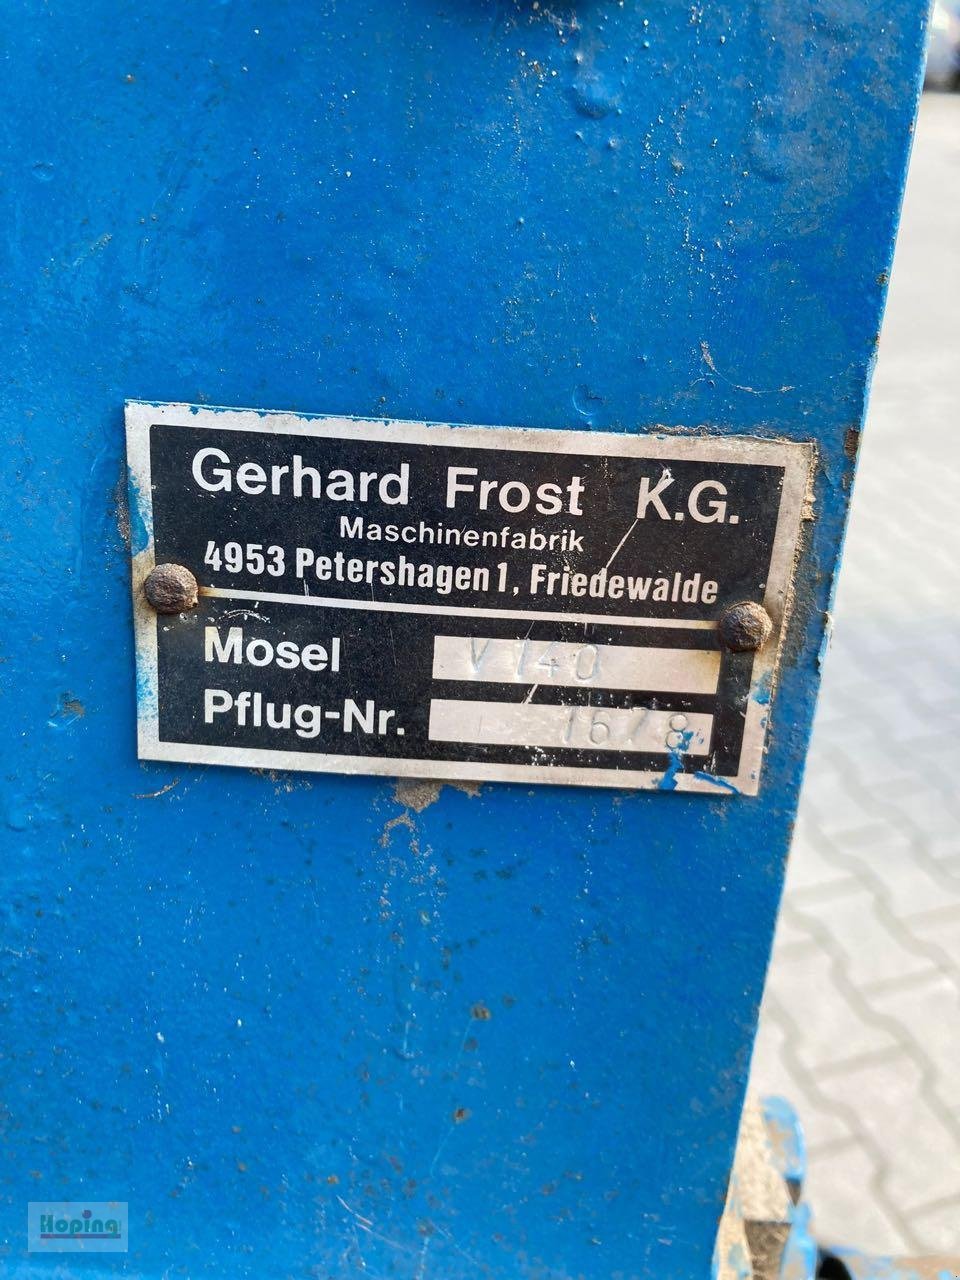 Gerhard Frost K.G.
Maschinenfabrik
4953 Petershagen 1, Friedewalde
Mosel V 140
Pflug-Nr. 1678
Hoping